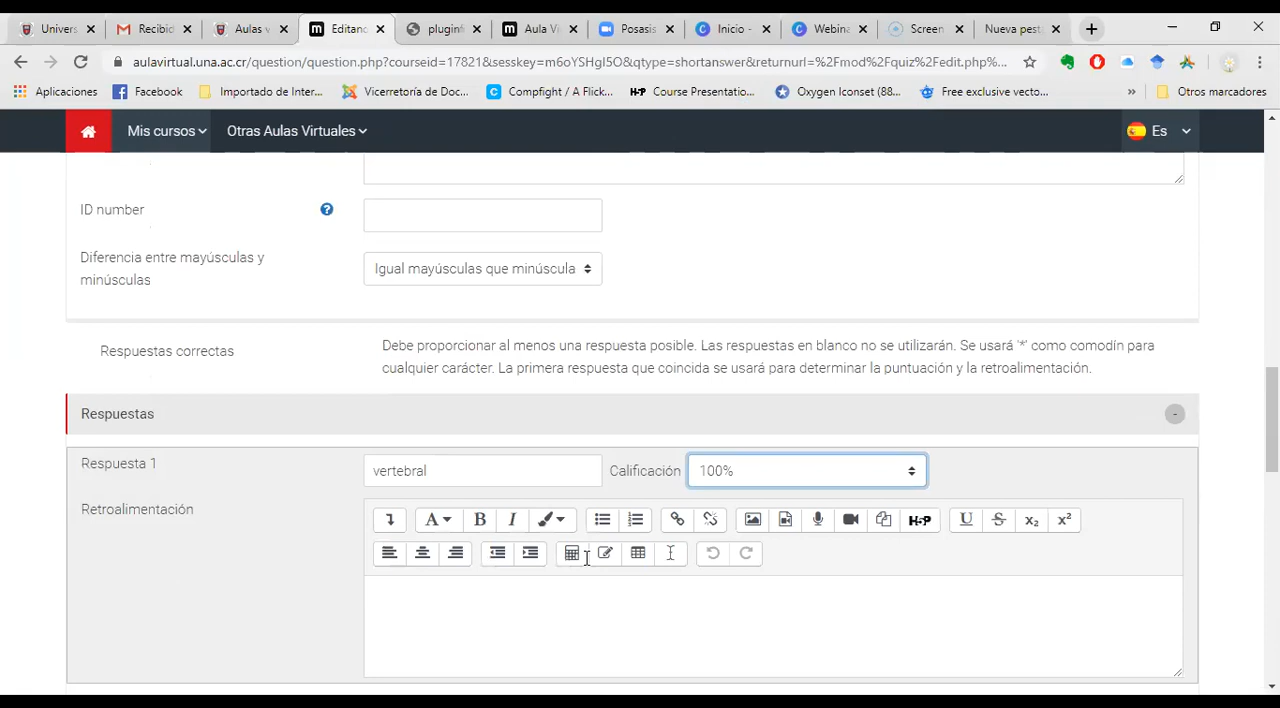 Univers
Recibid
Aulas v
Editanc
pluginf
Aula Vi
Posasis
Inicio -
Webina
Screen
Nueva pest
aulavirtual.una.ac.cr/question/question.php?courseid=17821&sesskey=m6oYSHgI5O&qtype=shortanswer&returnurl=%2Fmod%2Fquiz%2Fedit.php%...
Aplicaciones
Facebook
Importado de Inter...
Vicerretoría de Doc...
Compfight / A Flick...
H-P Course Presentatio...
Oxygen Iconset (88...
Free exclusive vecto...
»
Otros marcadores
Mis cursos
Otras Aulas Virtuales
Es
ID number
Diferencia entre mayúsculas y
minúsculas
Igual mayúsculas que minúscula
Respuestas correctas
Debe proporcionar al menos una respuesta posible. Las respuestas en blanco no se utilizarán. Se usará '*' como comodín para
cualquier carácter. La primera respuesta que coincida se usará para determinar la puntuación y la retroalimentación.
Respuestas
Respuesta 1
vertebral
Calificación
100%
Retroalimentación
A B I H-P U S x₂ x²